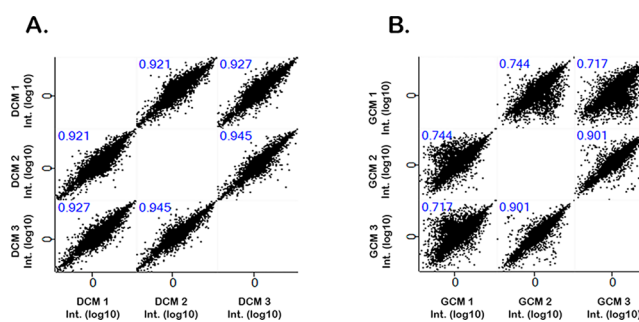 A.
B.
0.921
0.927
0.744
0.717
DCM 1
Int. (log10)
0
GCM 1
Int. (log10)
0
0.921
0.945
0.744
0.901
DCM 2
Int. (log10)
0
GCM 2
Int. (log10)
0
0.927
0.945
0.717
0.901
DCM 3
Int. (log10)
0
GCM 3
Int. (log10)
0
0 0 0
0 0 0
DCM 1 DCM 2 DCM 3
Int. (log10) Int. (log10) Int. (log10)
GCM 1 GCM 2 GCM 3
Int. (log10) Int. (log10) Int. (log10)